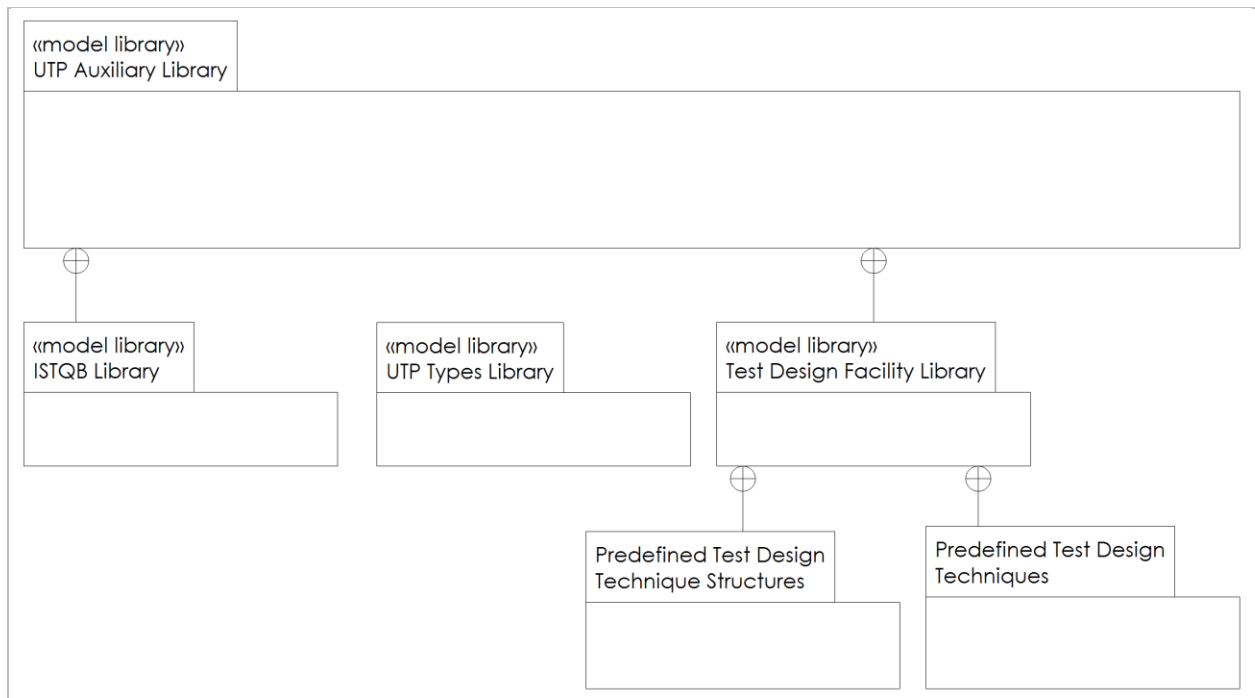 «model library»
UTP Auxiliary Library
«model library»
ISTQB Library
«model library»
UTP Types Library
«model library»
Test Design Facility Library
Predefined Test Design
Technique Structures
Predefined Test Design
Techniques